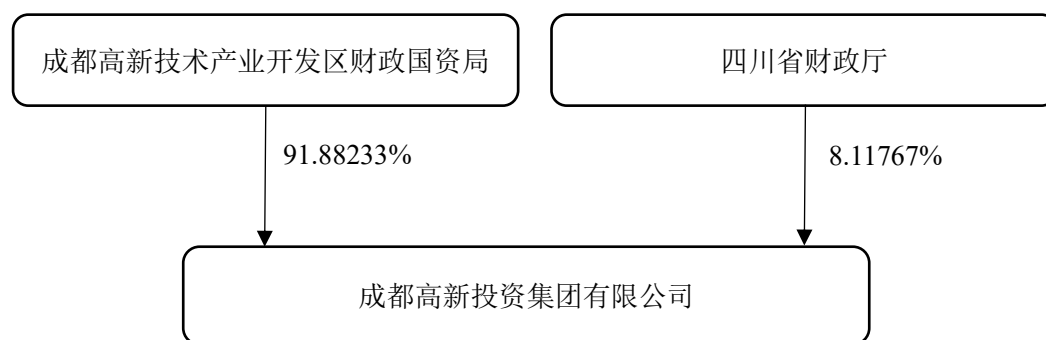 成都高新技术产业开发区财政国资局
四川省财政厅
91.88233%
8.11767%
成都高新投资集团有限公司